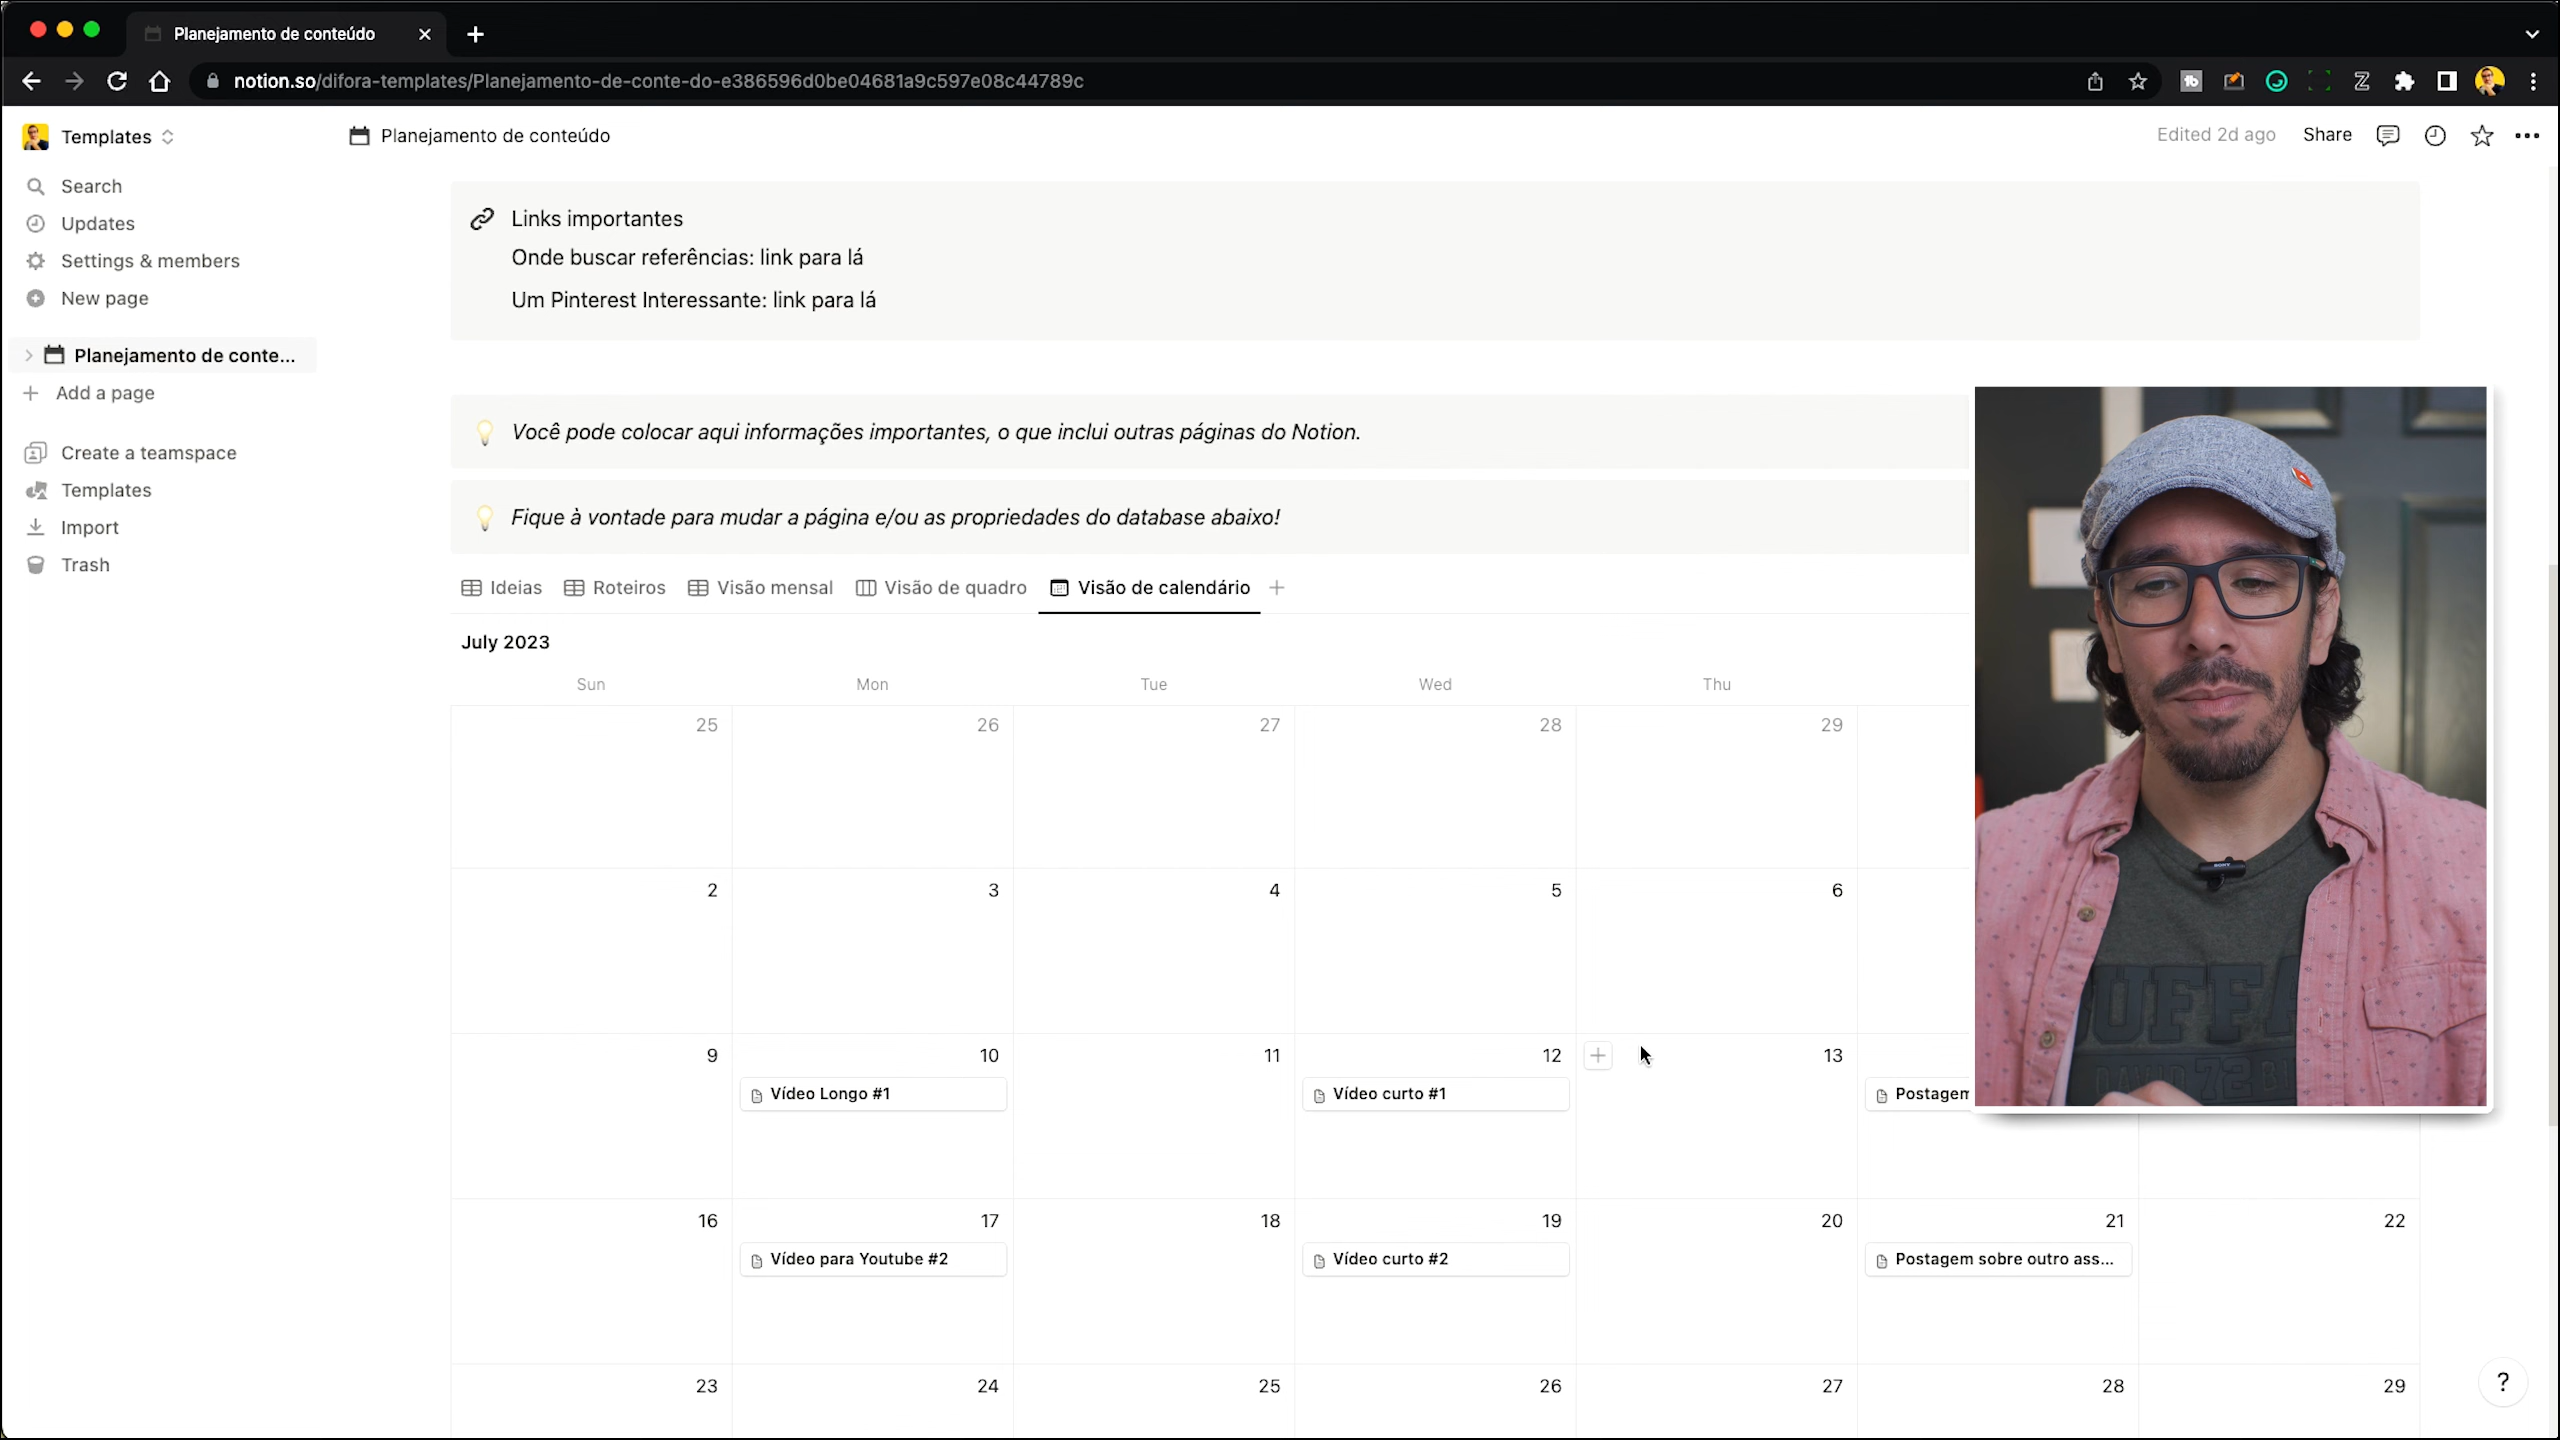 Planejamento de conteúdo
notion.so/difora-templates/Planejamento-de-conte-do-e386596d0be04681a9c597e08c44789c
Templates
Planejamento de conteúdo
Edited 2d ago
Share
Search
Updates
Settings & members
New page
Planejamento de conte...
Add a page
Create a teamspace
Templates
Import
Trash
Links importantes
Onde buscar referências: link para lá
Um Pinterest Interessante: link para lá
Você pode colocar aqui informações importantes, o que inclui outras páginas do Notion.
Fique à vontade para mudar a página e/ou as propriedades do database abaixo!
Ideias Roteiros Visão mensal Visão de quadro Visão de calendário
July 2023
Sun Mon Tue Wed Thu
25 26 27 28 29
2 3 4 5 6
9 10 11 12 13
Vídeo Longo #1 Vídeo curto #1 Postagem
16 17 18 19 20 21 22
Vídeo para Youtube #2 Vídeo curto #2 Postagem sobre outro ass...
23 24 25 26 27 28 29
?
SONY
UFFA
72